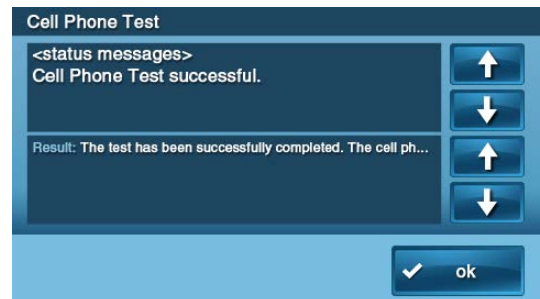 Cell Phone Test
<status messages>
Cell Phone Test successful.
Result: The test has been successfully completed. The cell ph...
ok